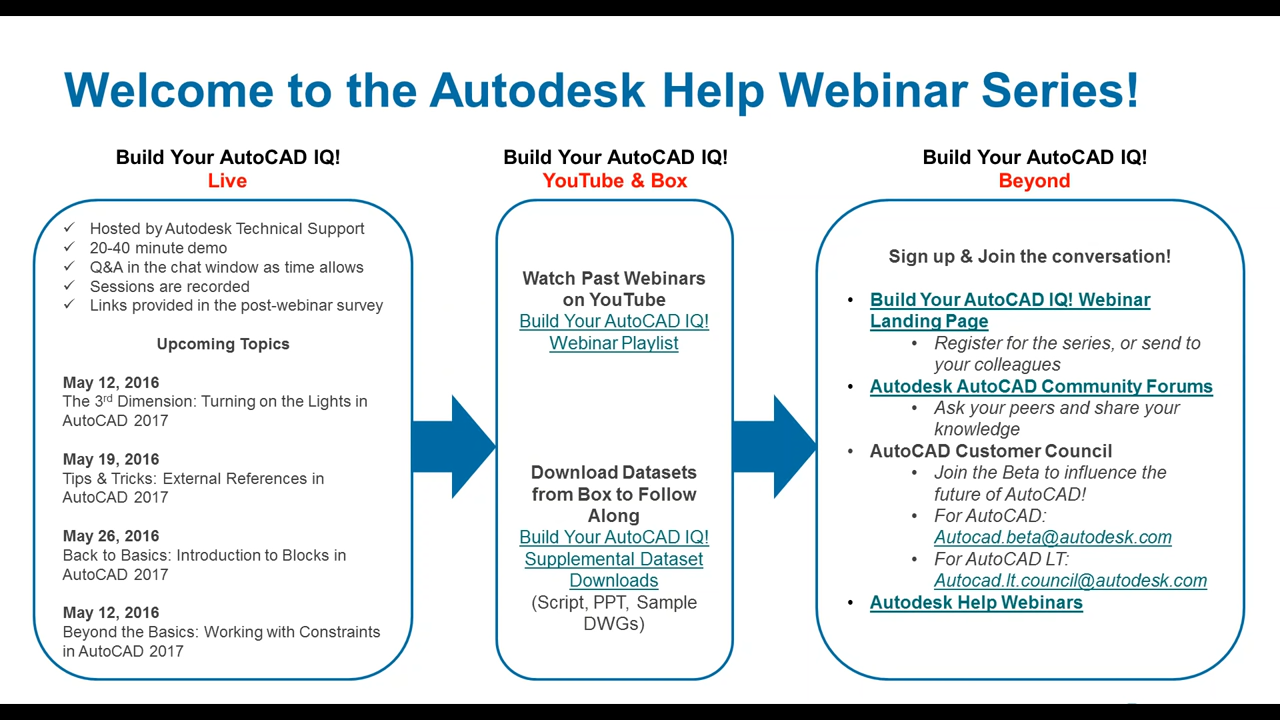 Welcome to the Autodesk Help Webinar Series!
Build Your AutoCAD IQ!
Live
✓ Hosted by Autodesk Technical Support
✓ 20-40 minute demo
✓ Q&A in the chat window as time allows
✓ Sessions are recorded
✓ Links provided in the post-webinar survey
Upcoming Topics
May 12, 2016
The 3rd Dimension: Turning on the Lights in
AutoCAD 2017
May 19, 2016
Tips & Tricks: External References in
AutoCAD 2017
May 26, 2016
Back to Basics: Introduction to Blocks in
AutoCAD 2017
May 12, 2016
Beyond the Basics: Working with Constraints
in AutoCAD 2017
Build Your AutoCAD IQ!
YouTube & Box
Watch Past Webinars
on YouTube
Build Your AutoCAD IQ!
Webinar Playlist
Download Datasets
from Box to Follow
Along
Build Your AutoCAD IQ!
Supplemental Dataset
Downloads
(Script, PPT, Sample
DWGs)
Build Your AutoCAD IQ!
Beyond
Sign up & Join the conversation!
• Build Your AutoCAD IQ! Webinar
Landing Page
• Register for the series, or send to
your colleagues
• Autodesk AutoCAD Community Forums
• Ask your peers and share your
knowledge
• AutoCAD Customer Council
• Join the Beta to influence the
future of AutoCAD!
• For AutoCAD:
Autocad.beta@autodesk.com
• For AutoCAD LT:
Autocad.lt.council@autodesk.com
• Autodesk Help Webinars